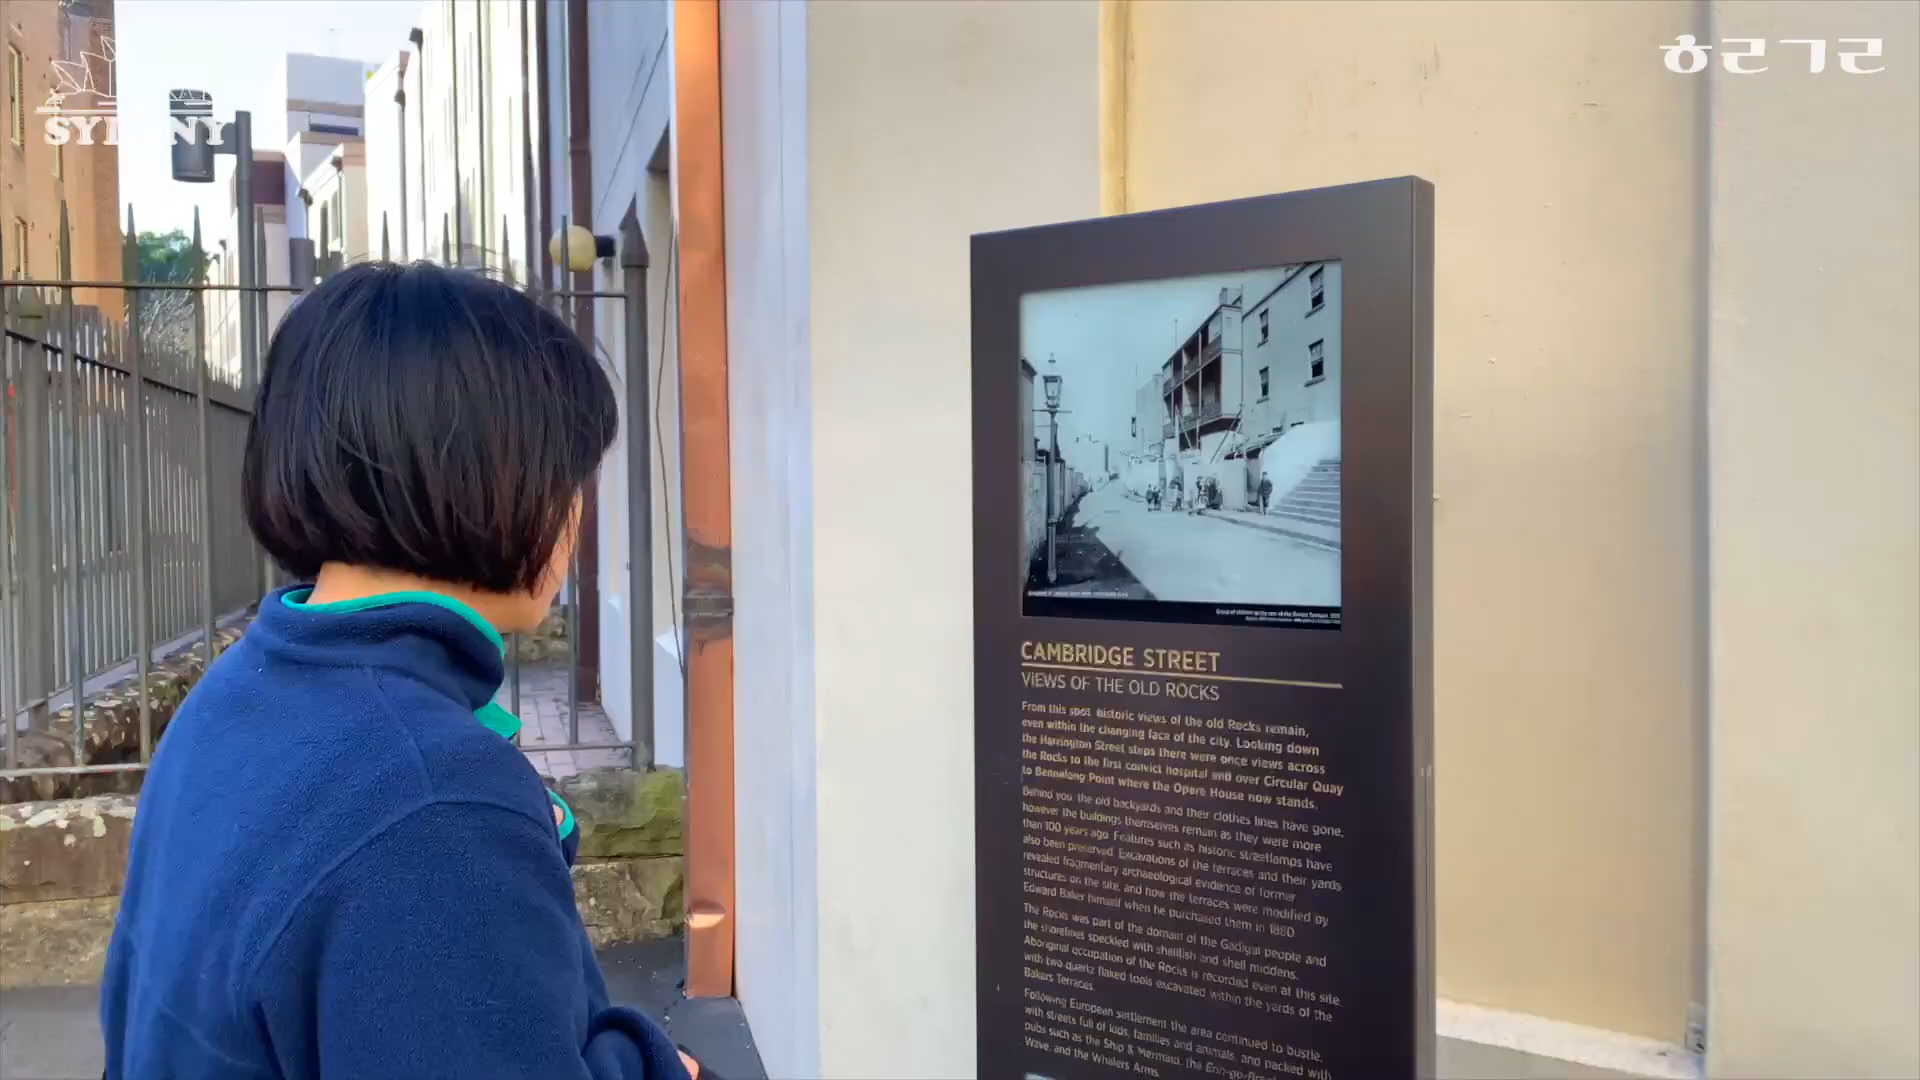 SYDNEY
ㅎㄹㄱㄹ
CAMBRIDGE STREET
VIEWS OF THE OLD ROCKS
From this spot historic views of the old Rocks remain,
even within the changing face of the city. Looking down
the Harrington Street steps there were once views across
the Rocks to the first convict hospital and over Circular Quay
to Bennelong Point where the Opera House now stands.
Behind you, the old backyards and their clothes lines have gone,
however the buildings themselves remain as they were more
than 100 years ago. Features such as historic streetlamps have
also been preserved. Excavations of the terraces and their yards
revealed fragmentary archaeological evidence of former
structures on the site, and how the terraces were modified by
Edward Baker himself when he purchased them in 1880.
The Rocks was part of the domain of the Gadigal people and
the shorelines speckled with shellfish and shell middens.
Aboriginal occupation of the Rocks is recorded even at this site
with two quartz flaked tools excavated within the yards of the
Bakers Terraces.
Following European settlement the area continued to bustle,
with streets full of kids, families and animals, and packed with
pubs such as the Ship & Mermaid, the Erin-go-Bragh
Wave, and the Whalers Arms.